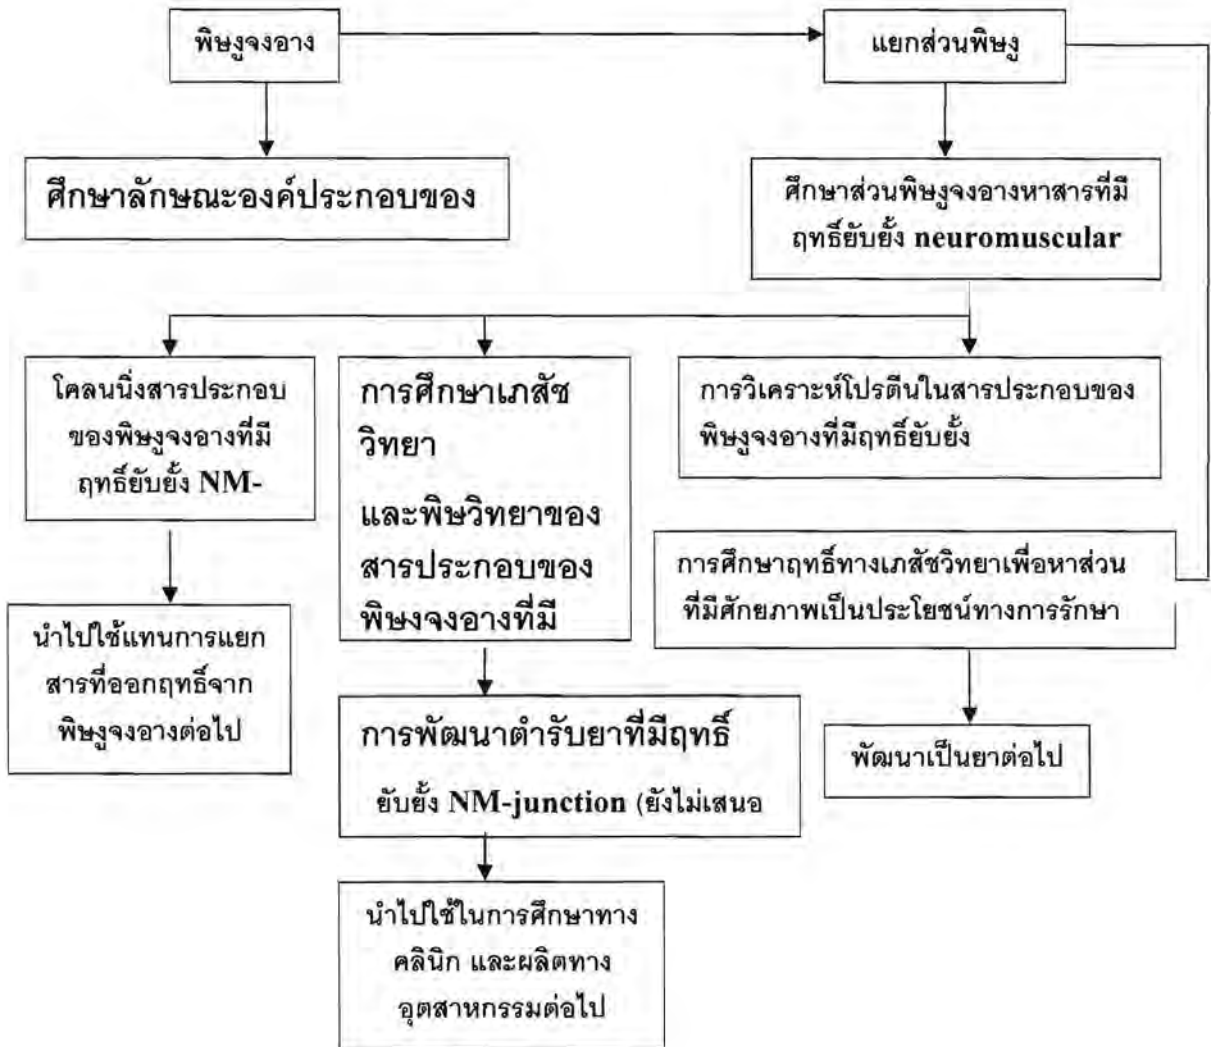 พิษงูจงอาง
แยกส่วนพิษงู
ศึกษาลักษณะองค์ประกอบของ
ศึกษาส่วนพิษงูจงอางหาสารที่มี
ฤทธิ์ยับยั้ง neuromuscular
โคลนนิ่งสารประกอบ
ของพิษงูจงอางที่มี
ฤทธิ์ยับยั้ง NM-
การศึกษาเภสัช
วิทยา
และพิษวิทยาของ
สารประกอบของ
พิษงจงอางที่มี
การวิเคราะห์โปรตีนในสารประกอบของ
พิษงูจงอางที่มีฤทธิ์ยับยั้ง
การศึกษาฤทธิ์ทางเภสัชวิทยาเพื่อหาส่วน
ที่มีศักยภาพเป็นประโยชน์ทางการรักษา
นำไปใช้แทนการแยก
สารที่ออกฤทธิ์จาก
พิษงูจงอางต่อไป
การพัฒนาตำรับยาที่มีฤทธิ์
ยับยั้ง NM-junction (ยังไม่เสนอ
พัฒนาเป็นยาต่อไป
นำไปใช้ในการศึกษาทาง
คลินิก และผลิตทาง
อุตสาหกรรมต่อไป